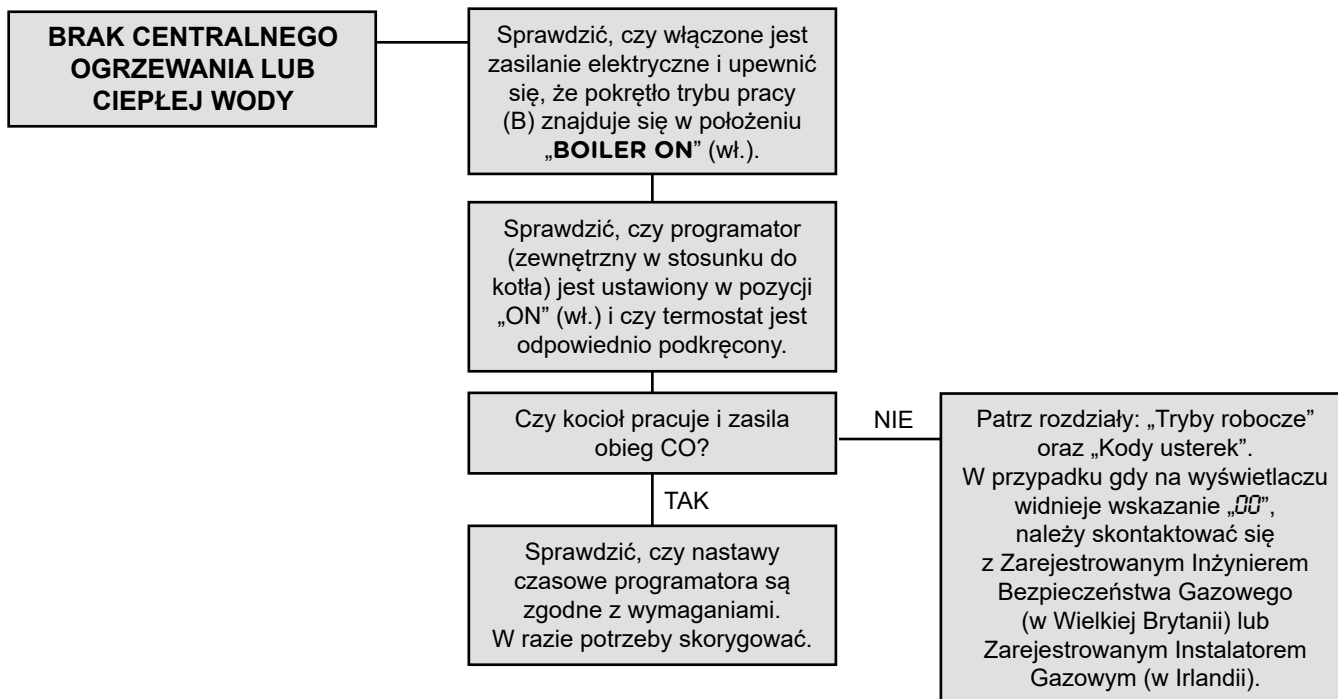 BRAK CENTRALNEGO
OGRZEWANIA LUB
CIEPŁEJ WODY
Sprawdzić, czy włączone jest
zasilanie elektryczne i upewnić
się, że pokrętło trybu pracy
(B) znajduje się w położeniu
„BOILER ON” (wł.).
Sprawdzić, czy programator
(zewnętrzny w stosunku do
kotła) jest ustawiony w pozycji
„ON” (wł.) i czy termostat jest
odpowiednio podkręcony.
Czy kocioł pracuje i zasila
obieg CO?
NIE
Patrz rozdziały: „Tryby robocze”
oraz „Kody usterek”.
W przypadku gdy na wyświetlaczu
widnieje wskazanie „00”,
należy skontaktować się
z Zarejestrowanym Inżynierem
Bezpieczeństwa Gazowego
(w Wielkiej Brytanii) lub
Zarejestrowanym Instalatorem
Gazowym (w Irlandii).
TAK
Sprawdzić, czy nastawy
czasowe programatora są
zgodne z wymaganiami.
W razie potrzeby skorygować.